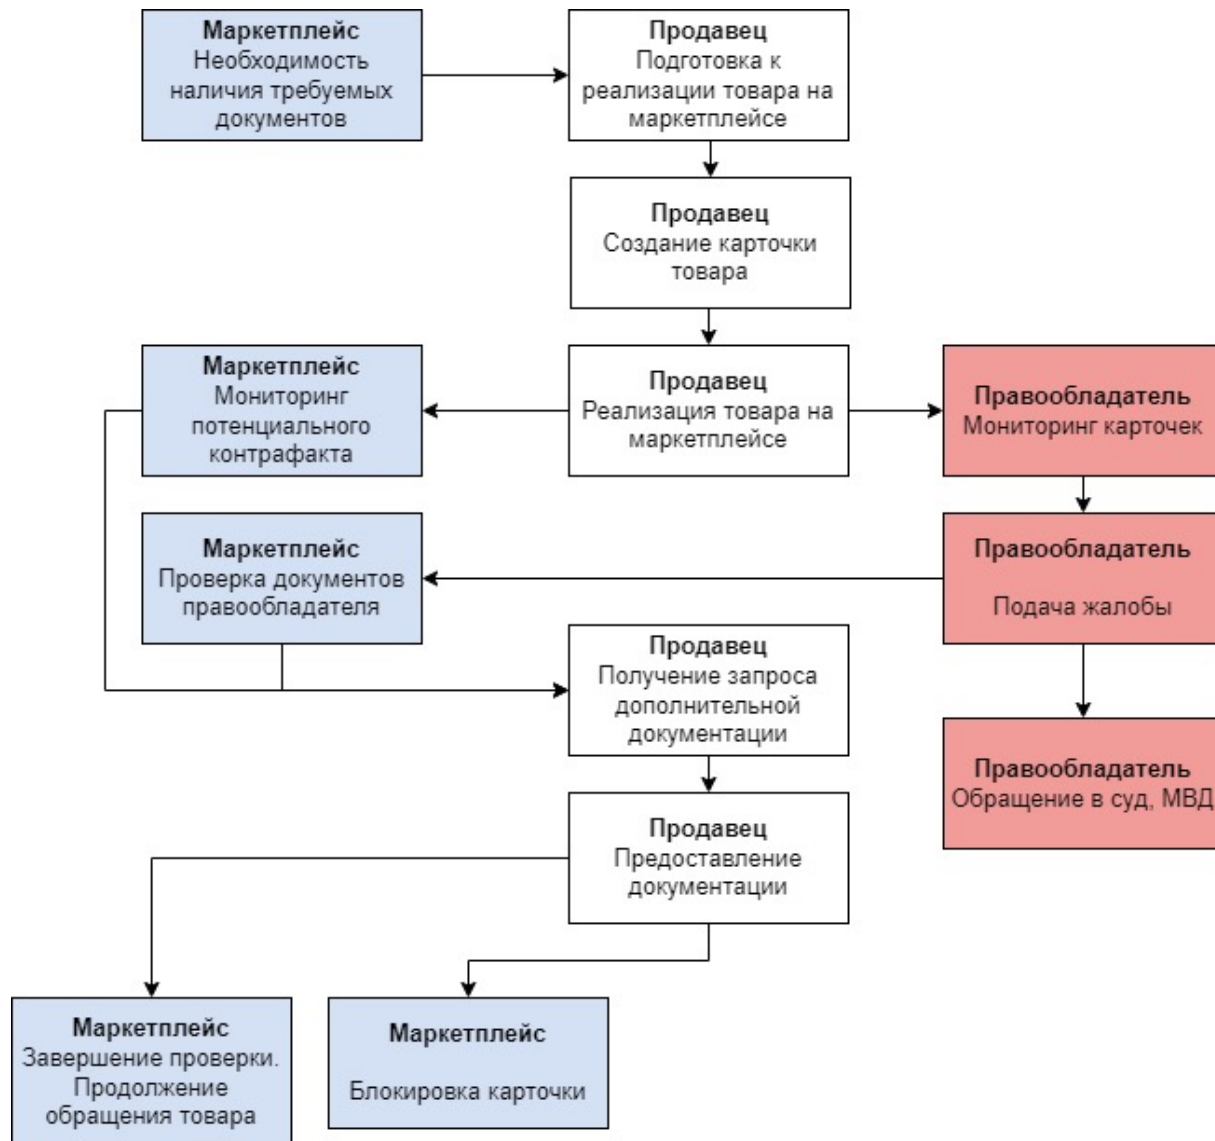 Маркетплейс
Необходимость
наличия требуемых
документов
Продавец
Подготовка к
реализации товара на
маркетплейсе
Продавец
Создание карточки
товара
Маркетплейс
Мониторинг
потенциального
контрафакта
Продавец
Реализация товара на
маркетплейсе
Правообладатель
Мониторинг карточек
Маркетплейс
Проверка документов
правообладателя
Правообладатель
Подача жалобы
Продавец
Получение запроса
дополнительной
документации
Правообладатель
Обращение в суд, МВД
Продавец
Предоставление
документации
Маркетплейс
Завершение проверки.
Продолжение
обращения товара
Маркетплейс
Блокировка карточки